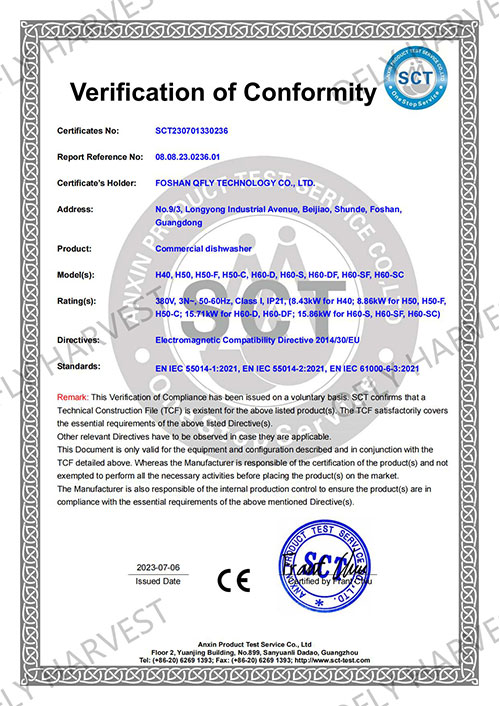 Verification of Conformity
ANXIN PRODUCT TEST SERVICE CO.,LTD
SCT
OneStopService
Certificates No: SCT230701330236
Report Reference No: 08.08.23.0236.01
Certificate's Holder: FOSHAN QFLY TECHNOLOGY CO., LTD.
Address: No.9/3, Longyong Industrial Avenue, Beijiao, Shunde, Foshan,
Guangdong
Product: Commercial dishwasher
Model(s): H40, H50, H50-F, H50-C, H60-D, H60-S, H60-DF, H60-SF, H60-SC
Rating(s): 380V, 3N~, 50-60Hz, Class I, IP21, (8.43kW for H40; 8.86kW for H50, H50-F,
H50-C; 15.71kW for H60-D, H60-DF; 15.86kW for H60-S, H60-SF, H60-SC)
Directives: Electromagnetic Compatibility Directive 2014/30/EU
Standards: EN IEC 55014-1:2021, EN IEC 55014-2:2021, EN IEC 61000-6-3:2021
Remark: This Verification of Compliance has been issued on a voluntary basis. SCT confirms that a
Technical Construction File (TCF) is existent for the above listed product(s). The TCF satisfactorily covers
the essential requirements of the above listed Directive(s).
Other relevant Directives have to be observed in case they are applicable.
This Document is only valid for the equipment and configuration described and in conjunction with the
TCF detailed above. Whereas the Manufacturer is responsible of the certification of the product(s) and not
exempted to perform all the necessary activities before placing the product(s) on the market.
The Manufacturer is also responsible of the internal production control to ensure the product(s) are in
compliance with the essential requirements of the above mentioned Directive(s).
2023-07-06
Issued Date
CE
ANXIN PRODUCT TEST SERVICE CO.,LTD.
SCT
Certified by
Anxin Product Test Service Co., Ltd
Floor 2, Yuanjing Building, No.899, Sanyuanli Dadao, Guangzhou
Tel: (+86-20) 6269 1393; Fax: (+86-20) 6269 1393; http://www.sct-test.com
ANXIN PRODUCT TEST SERVICE CO.,LTD
SCT
OneStopService
QFLY HARVEST
QFLY HARVEST
QFLY HARVEST